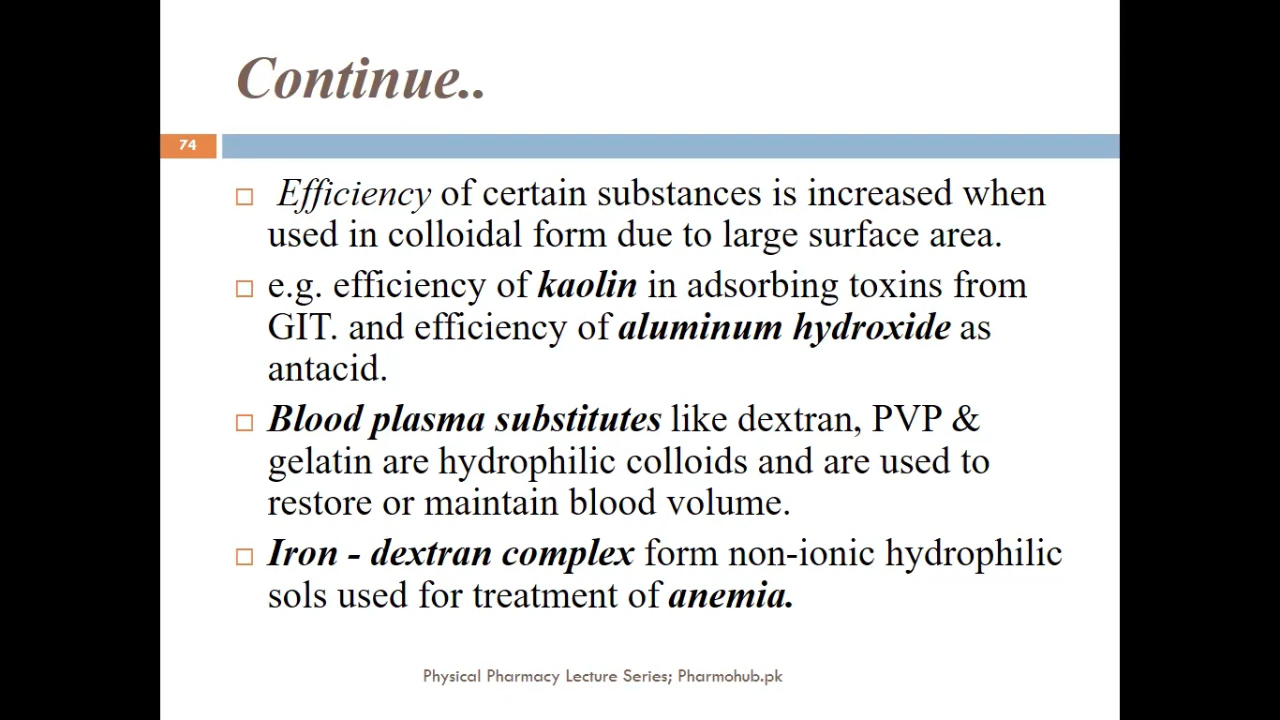 Continue..
74
Efficiency of certain substances is increased when
used in colloidal form due to large surface area.
e.g. efficiency of kaolin in adsorbing toxins from
GIT. and efficiency of aluminum hydroxide as
antacid.
Blood plasma substitutes like dextran, PVP &
gelatin are hydrophilic colloids and are used to
restore or maintain blood volume.
Iron - dextran complex form non-ionic hydrophilic
sols used for treatment of anemia.
Physical Pharmacy Lecture Series; Pharmohub.pk